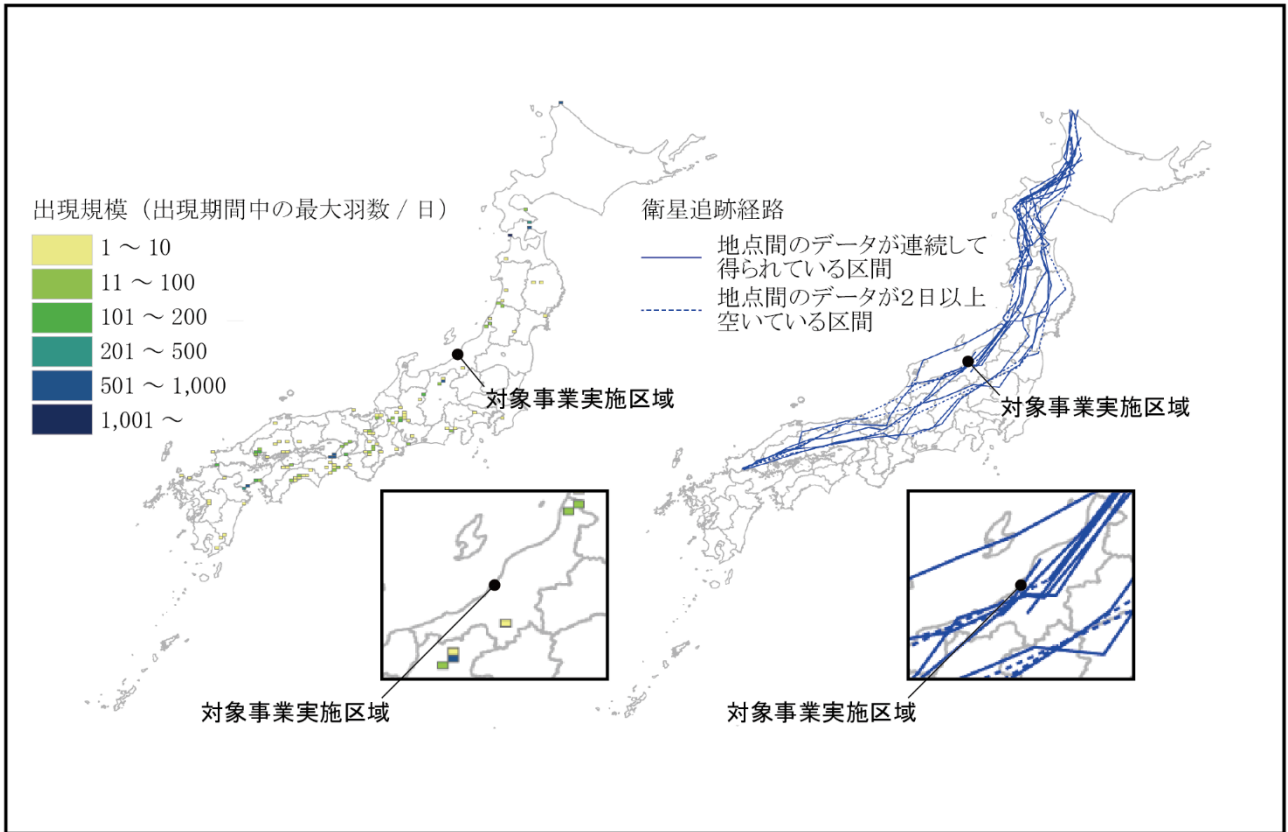 出現規模（出現期間中の最大羽数 / 日）
1 ～ 10
11 ～ 100
101 ～ 200
201 ～ 500
501 ～ 1,000
1,001 ～
対象事業実施区域
対象事業実施区域
衛星追跡経路
地点間のデータが連続して
得られている区間
地点間のデータが2日以上
空いている区間
対象事業実施区域
対象事業実施区域